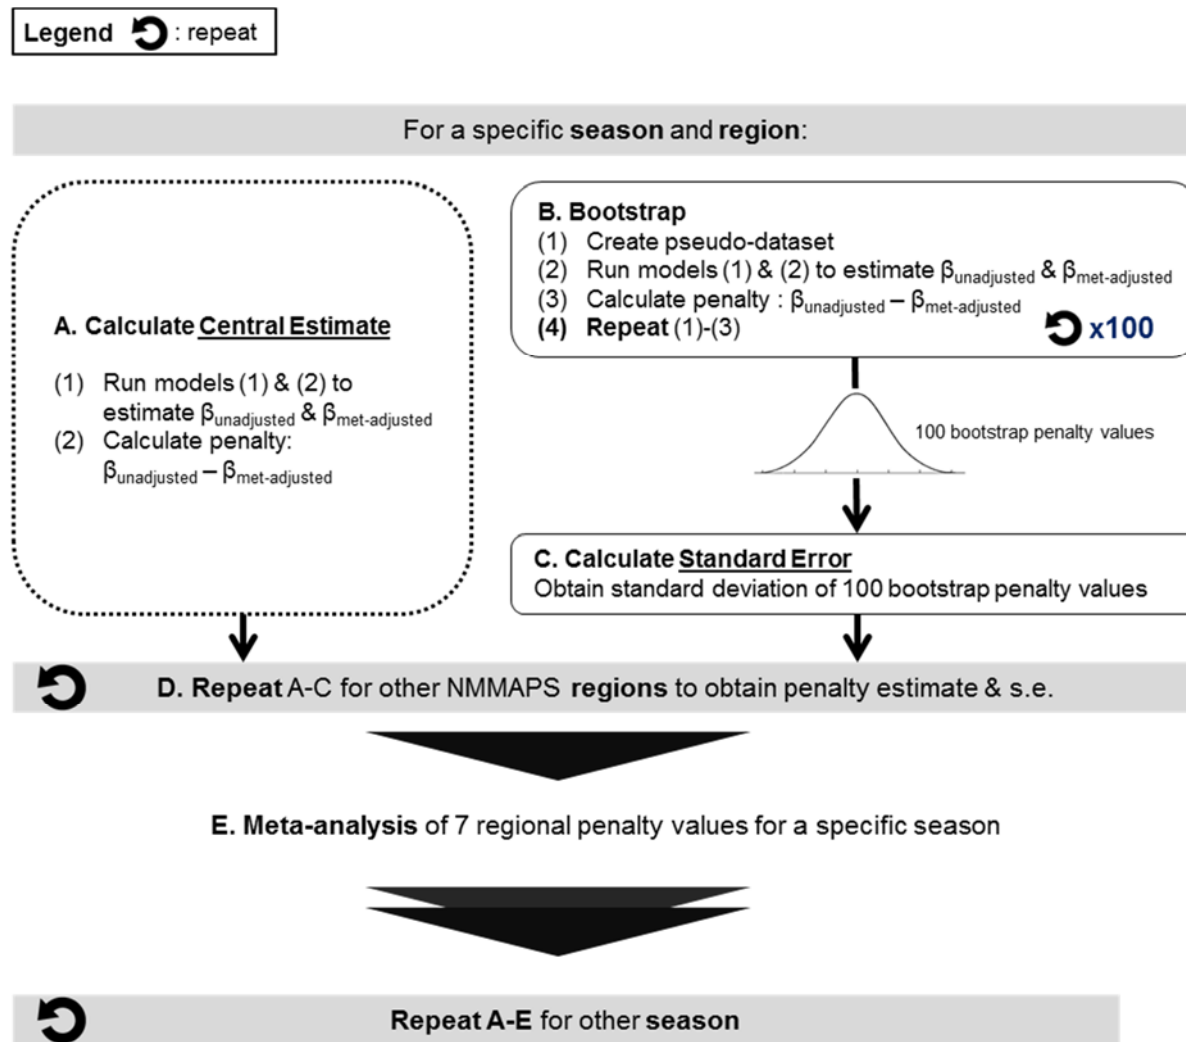 Legend : repeat
For a specific season and region:
A. Calculate Central Estimate
(1) Run models (1) & (2) to
estimate βunadjusted & βmet-adjusted
(2) Calculate penalty:
βunadjusted – βmet-adjusted
B. Bootstrap
(1) Create pseudo-dataset
(2) Run models (1) & (2) to estimate βunadjusted & βmet-adjusted
(3) Calculate penalty : βunadjusted – βmet-adjusted
(4) Repeat (1)-(3)
x100
100 bootstrap penalty values
C. Calculate Standard Error
Obtain standard deviation of 100 bootstrap penalty values
D. Repeat A-C for other NMMAPS regions to obtain penalty estimate & s.e.
E. Meta-analysis of 7 regional penalty values for a specific season
Repeat A-E for other season